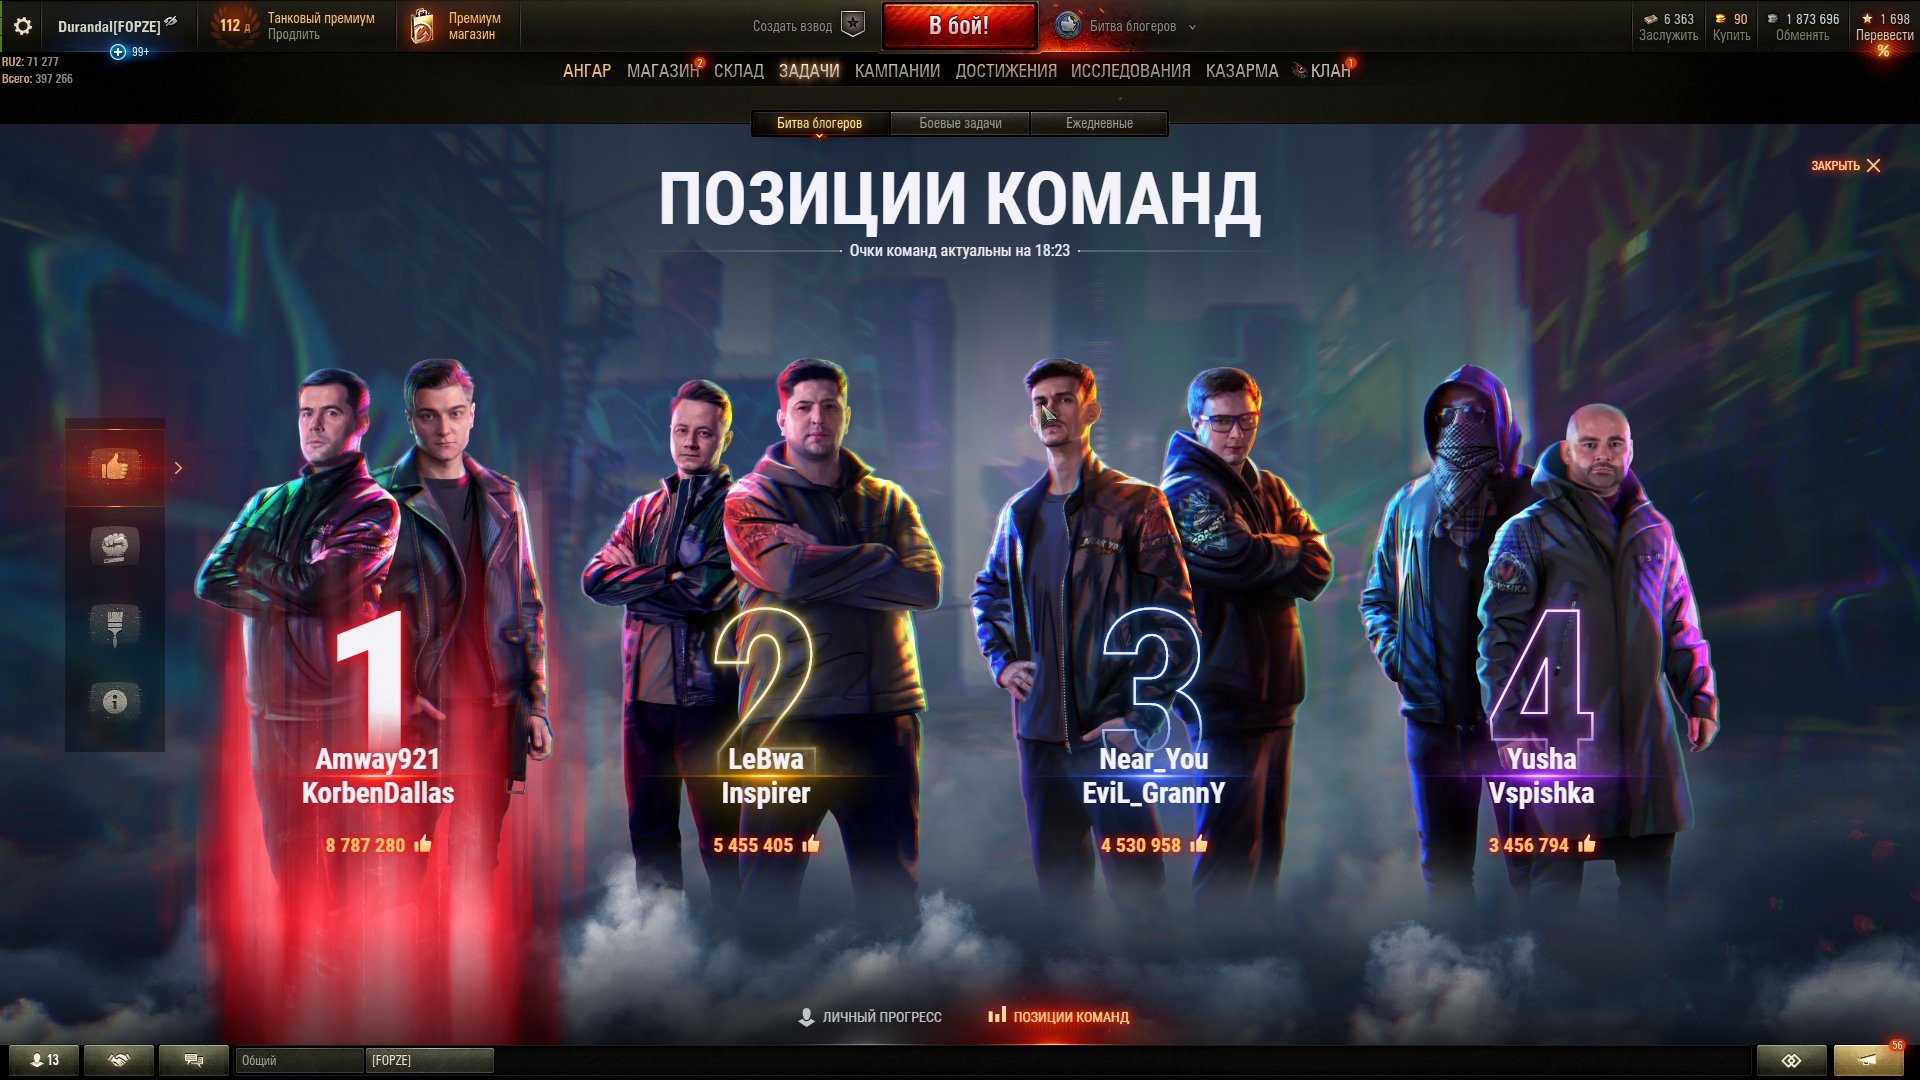 Durandal[FOPZE]
99+
112 д
Танковый премиум
Продлить
Премиум
магазин
Создать взвод
В бой!
Битва блогеров
6 363
Заслужить
90
Купить
1 873 696
Обменять
1 698
Перевести
%
RU2: 71 277
Всего: 397 266
АНГАР
МАГАЗИН
2
СКЛАД
ЗАДАЧИ
КАМПАНИИ
ДОСТИЖЕНИЯ
ИССЛЕДОВАНИЯ
КАЗАРМА
КЛАН
1
Битва блогеров
Боевые задачи
Ежедневные
ЗАКРЫТЬ
ПОЗИЦИИ КОМАНД
Очки команд актуальны на 18:23
1
Amway921
KorbenDallas
8 787 280
2
LeBwa
Inspirer
5 455 405
3
Near_You
EviL_GrannY
4 530 958
4
Yusha
Vspishka
3 456 794
ЛИЧНЫЙ ПРОГРЕСС
ПОЗИЦИИ КОМАНД
13
Общий
[FOPZE]
56